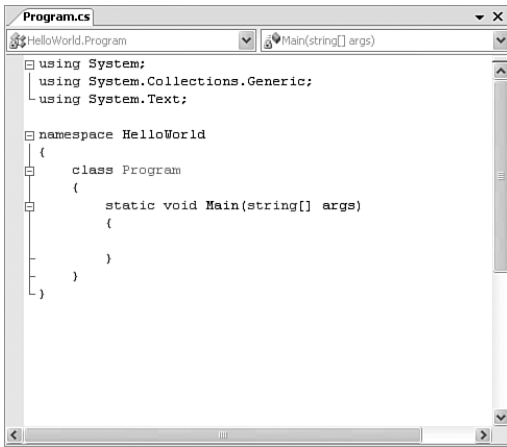 Program.cs
HelloWorld.Program
Main(string[] args)
using System;
using System.Collections.Generic;
using System.Text;
namespace HelloWorld
{
class Program
{
static void Main(string[] args)
{
}
}
}